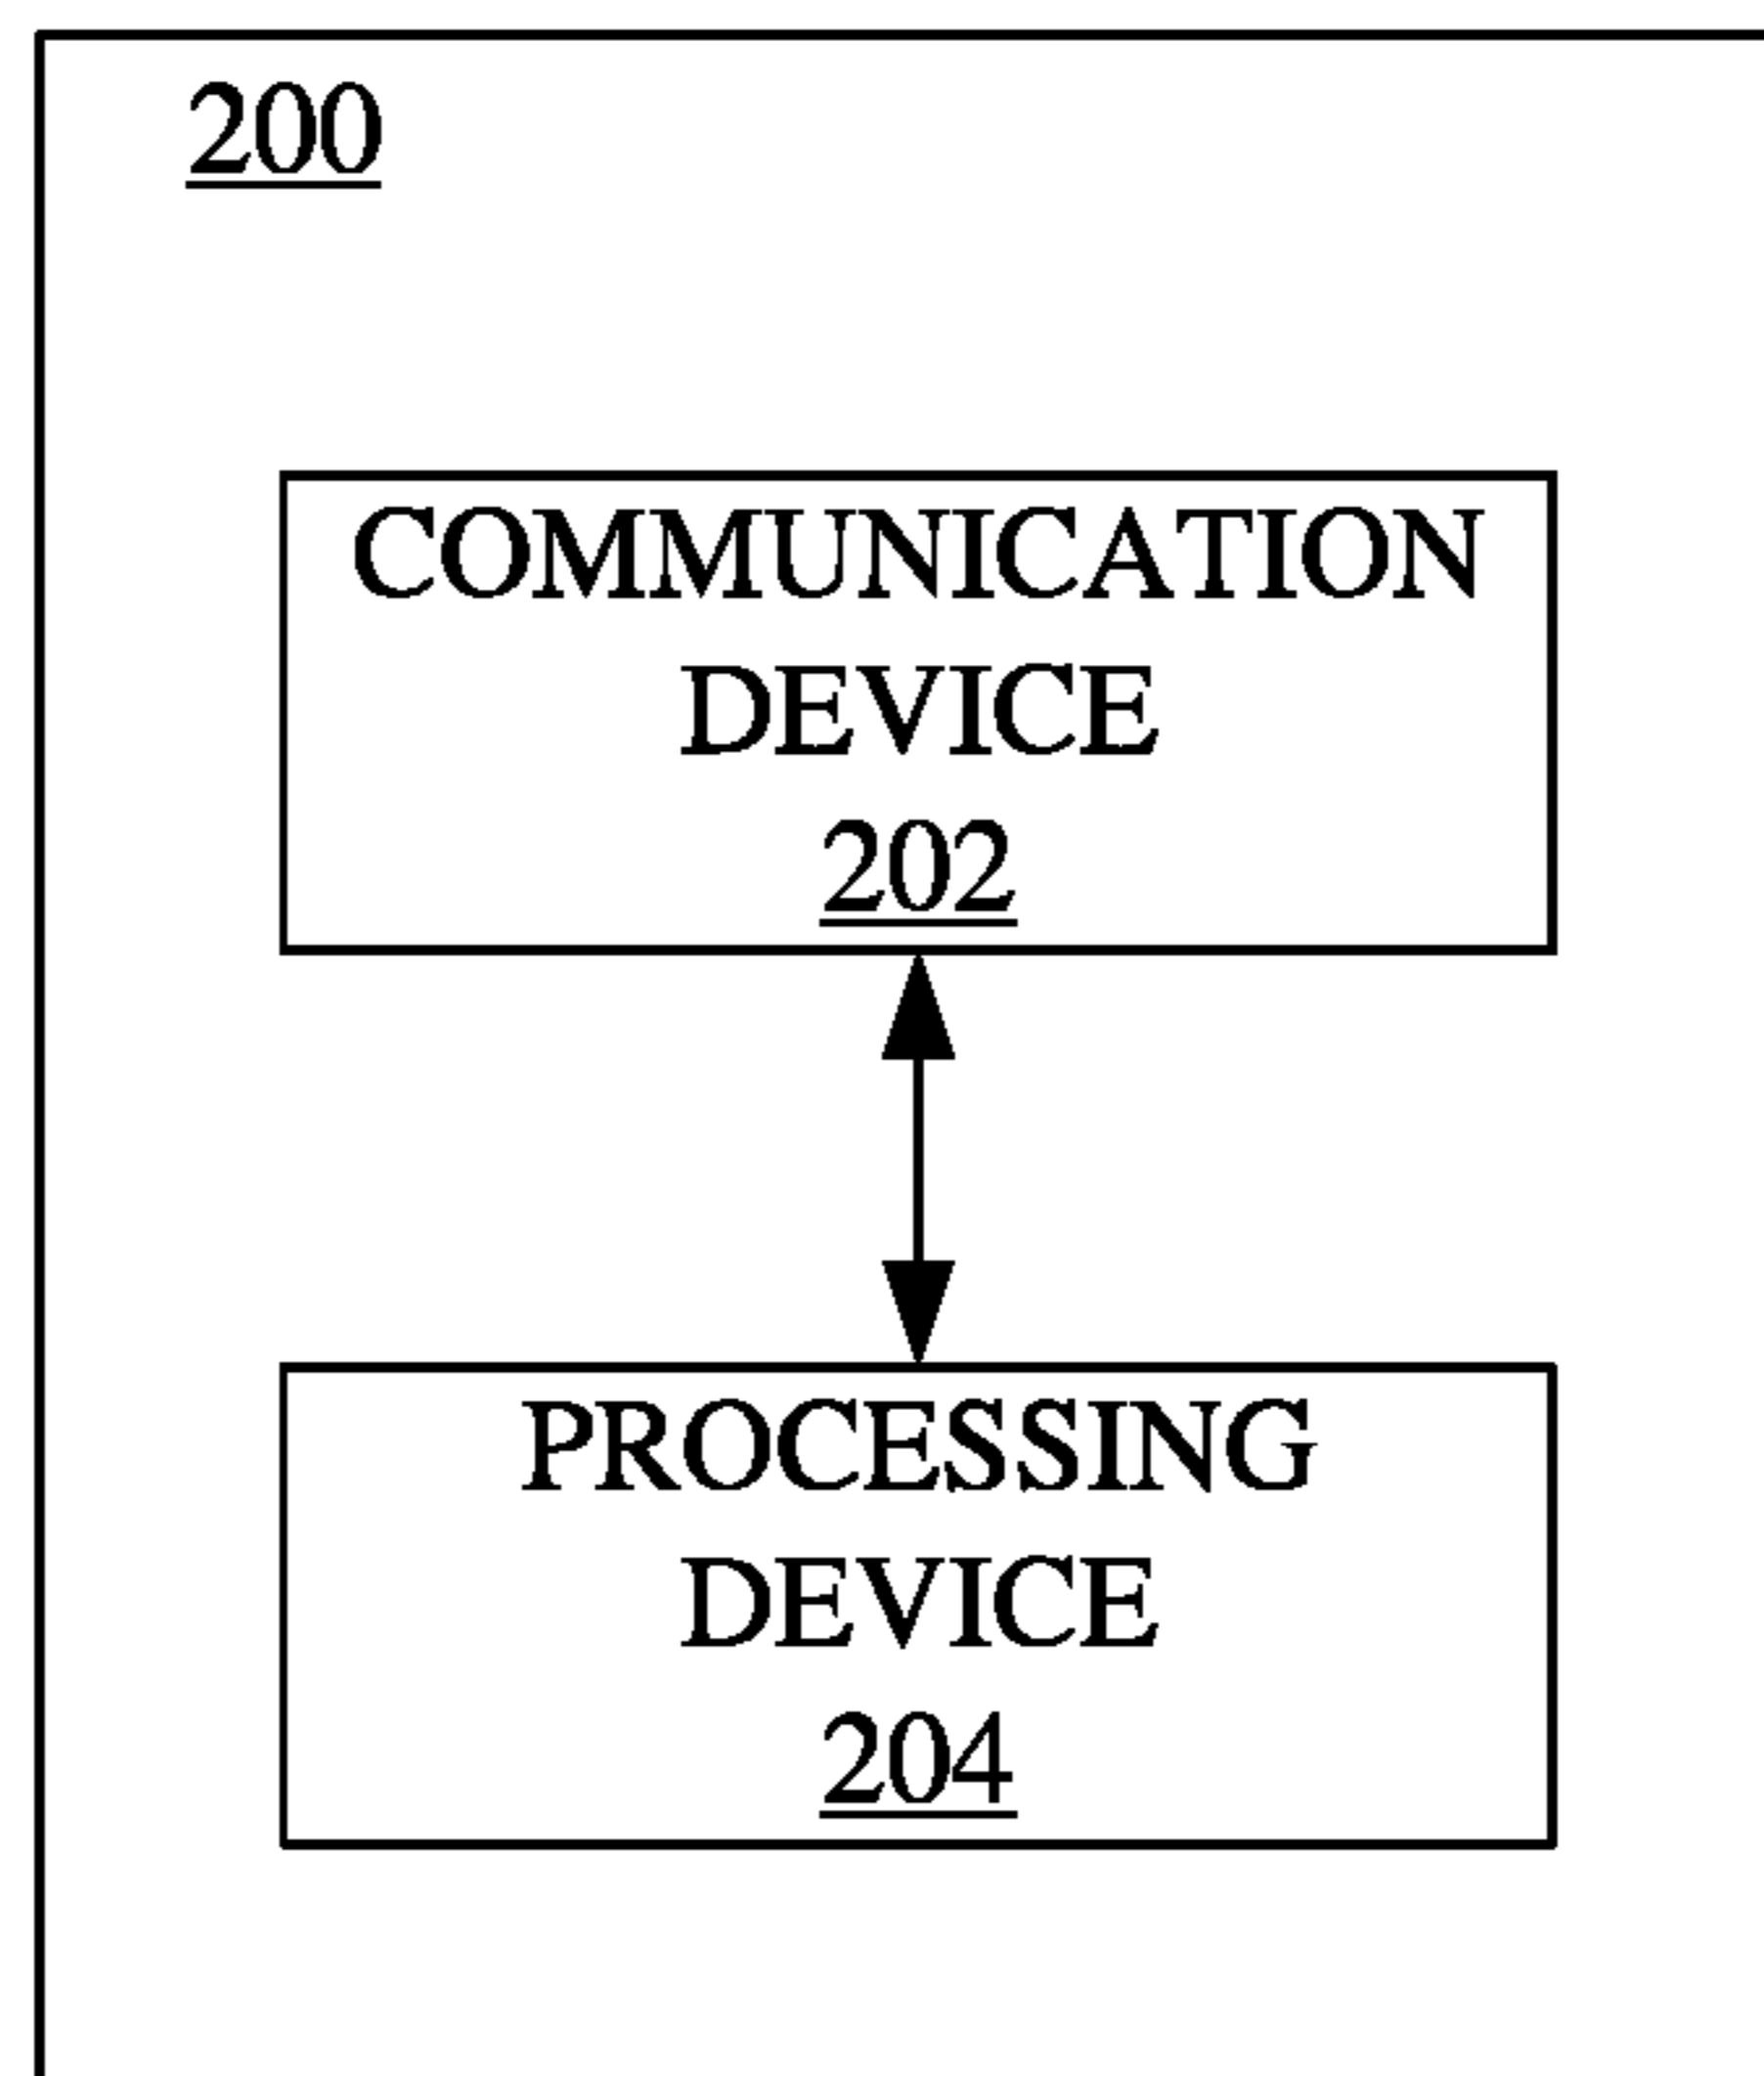 200
COMMUNICATION
DEVICE
202
PROCESSING
DEVICE
204